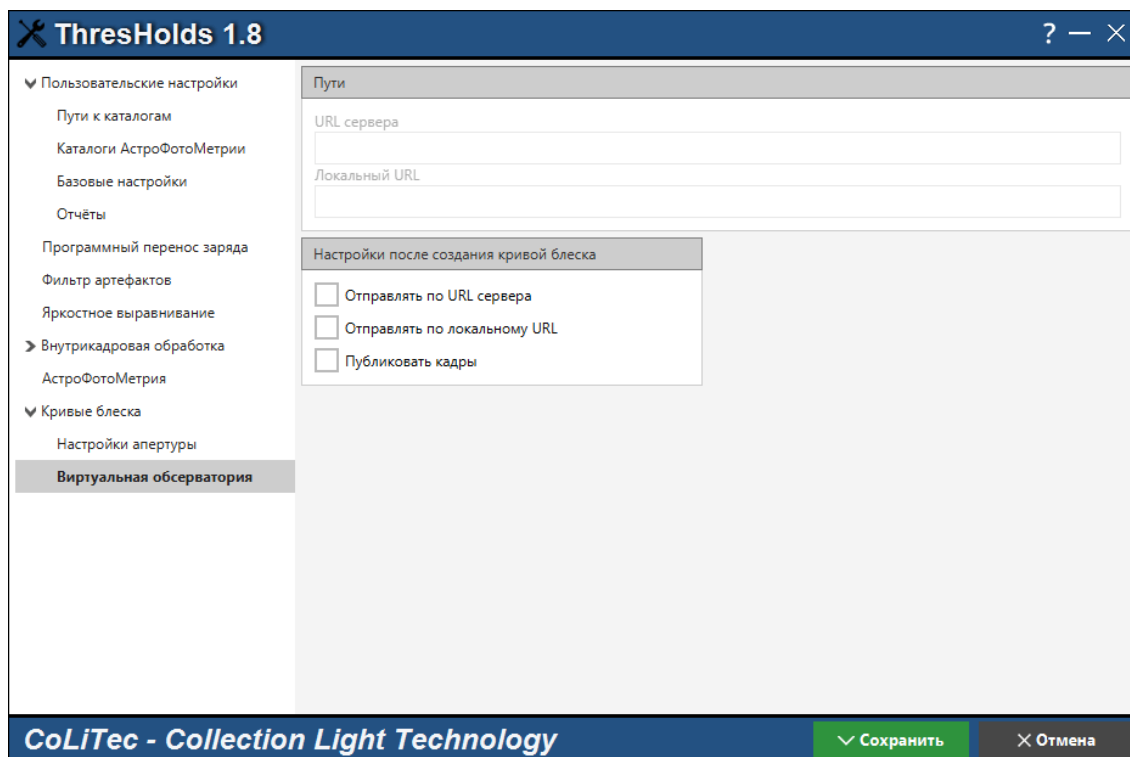 ThresHolds 1.8
?
Пользовательские настройки
Пути к каталогам
Каталоги АстроФотоМетрии
Базовые настройки
Отчёты
Программный перенос заряда
Фильтр артефактов
Яркостное выравнивание
Внутрикадровая обработка
АстроФотоМетрия
Кривые блеска
Настройки апертуры
Виртуальная обсерватория
Пути
URL сервера
Локальный URL
Настройки после создания кривой блеска
Отправлять по URL сервера
Отправлять по локальному URL
Публиковать кадры
CoLiTec - Collection Light Technology
Сохранить
Отмена